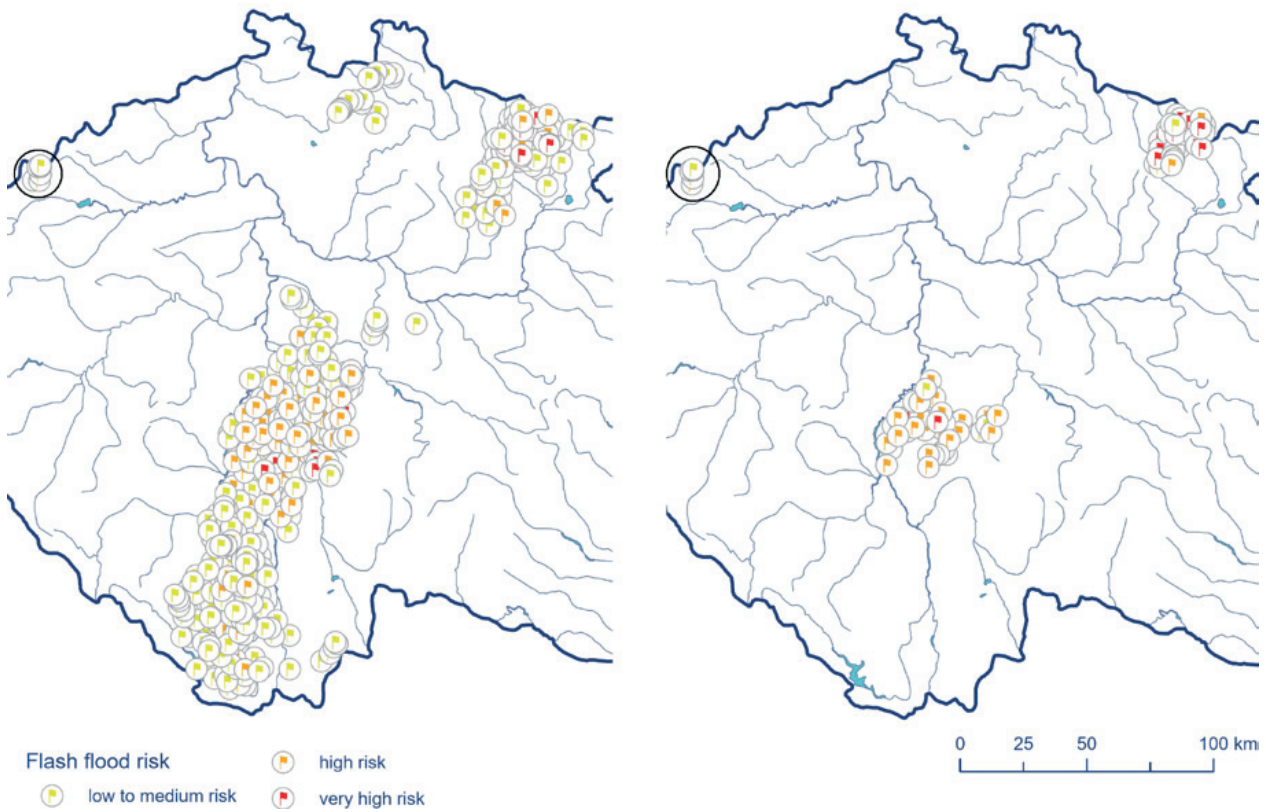 Flash flood risk
low to medium risk
high risk
very high risk
0 25 50 100 km